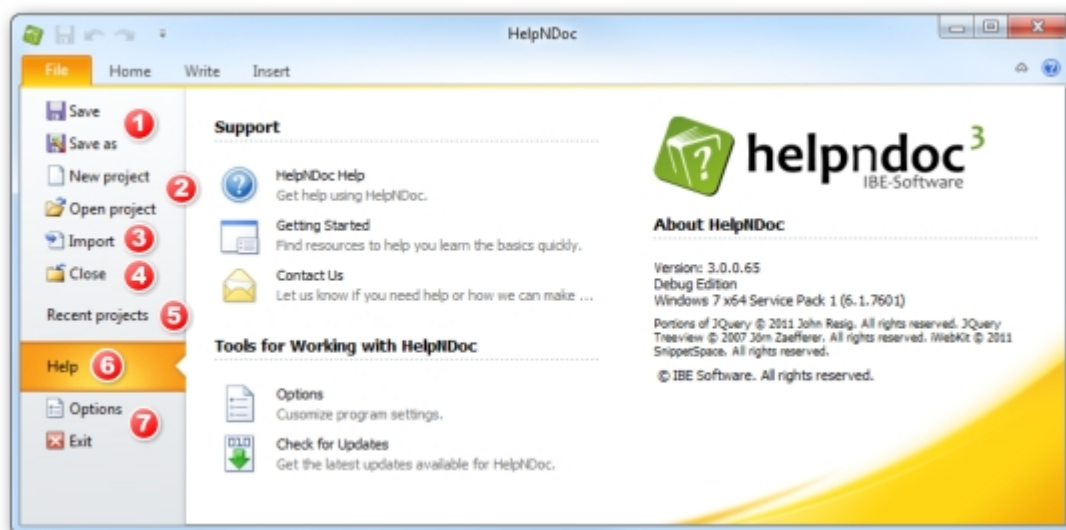 HelpNDoc
File Home Write Insert
Save
1
Save as
New project
2
Open project
Import 3
Close 4
Recent projects 5
Help 6
Options
7
Exit
Support
HelpNDoc Help
Get help using HelpNDoc.
Getting Started
Find resources to help you learn the basics quickly.
Contact Us
Let us know if you need help or how we can make ...
Tools for Working with HelpNDoc
Options
Cusomize program settings.
010
Check for Updates
Get the latest updates available for HelpNDoc.
helpndoc 3
IBE-Software
About HelpNDoc
Version: 3.0.0.65
Debug Edition
Windows 7 x64 Service Pack 1 (6.1.7601)
Portions of JQuery © 2011 John Resig. All rights reserved. JQuery
Treeview © 2007 Jörn Zaefferer. All rights reserved. iWebKit © 2011
SnippetSpace. All rights reserved.
© IBE Software. All rights reserved.